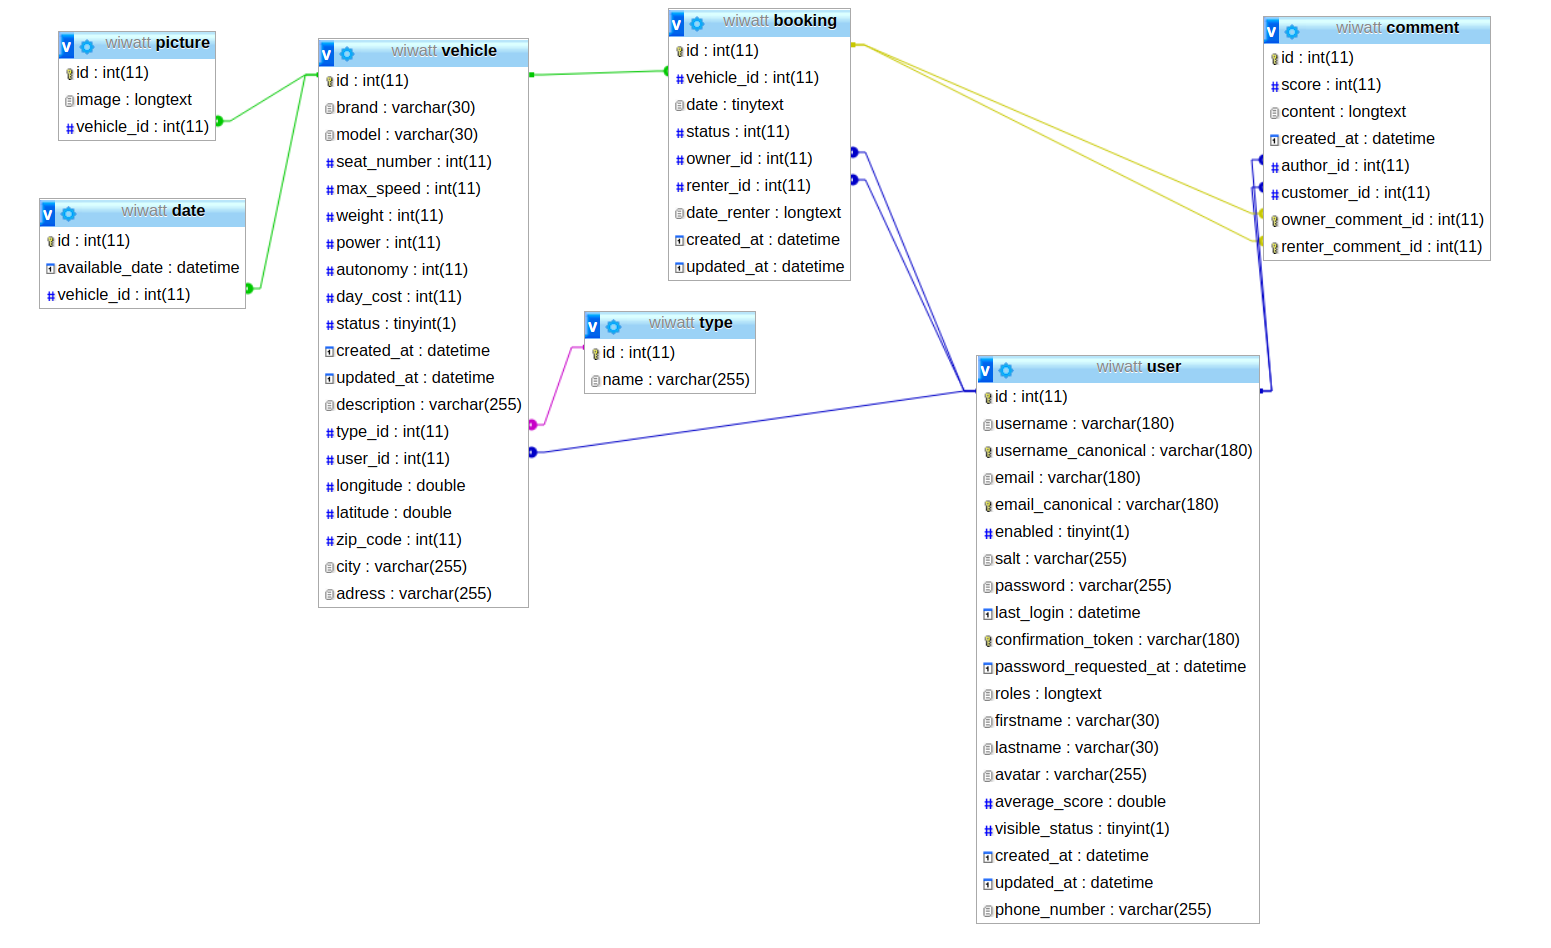 v wiwatt picture
id : int(11)
image : longtext
vehicle_id : int(11)
v wiwatt date
id : int(11)
available_date : datetime
vehicle_id : int(11)
v wiwatt vehicle
id : int(11)
brand : varchar(30)
model : varchar(30)
seat_number : int(11)
max_speed : int(11)
weight : int(11)
power : int(11)
autonomy : int(11)
day_cost : int(11)
status : tinyint(1)
created_at : datetime
updated_at : datetime
description : varchar(255)
type_id : int(11)
user_id : int(11)
longitude : double
latitude : double
zip_code : int(11)
city : varchar(255)
adress : varchar(255)
v wiwatt booking
id : int(11)
vehicle_id : int(11)
date : tinytext
status : int(11)
owner_id : int(11)
renter_id : int(11)
date_renter : longtext
created_at : datetime
updated_at : datetime
v wiwatt type
id : int(11)
name : varchar(255)
v wiwatt comment
id : int(11)
score : int(11)
content : longtext
created_at : datetime
author_id : int(11)
customer_id : int(11)
owner_comment_id : int(11)
renter_comment_id : int(11)
v wiwatt user
id : int(11)
username : varchar(180)
username_canonical : varchar(180)
email : varchar(180)
email_canonical : varchar(180)
enabled : tinyint(1)
salt : varchar(255)
password : varchar(255)
last_login : datetime
confirmation_token : varchar(180)
password_requested_at : datetime
roles : longtext
firstname : varchar(30)
lastname : varchar(30)
avatar : varchar(255)
average_score : double
visible_status : tinyint(1)
created_at : datetime
updated_at : datetime
phone_number : varchar(255)